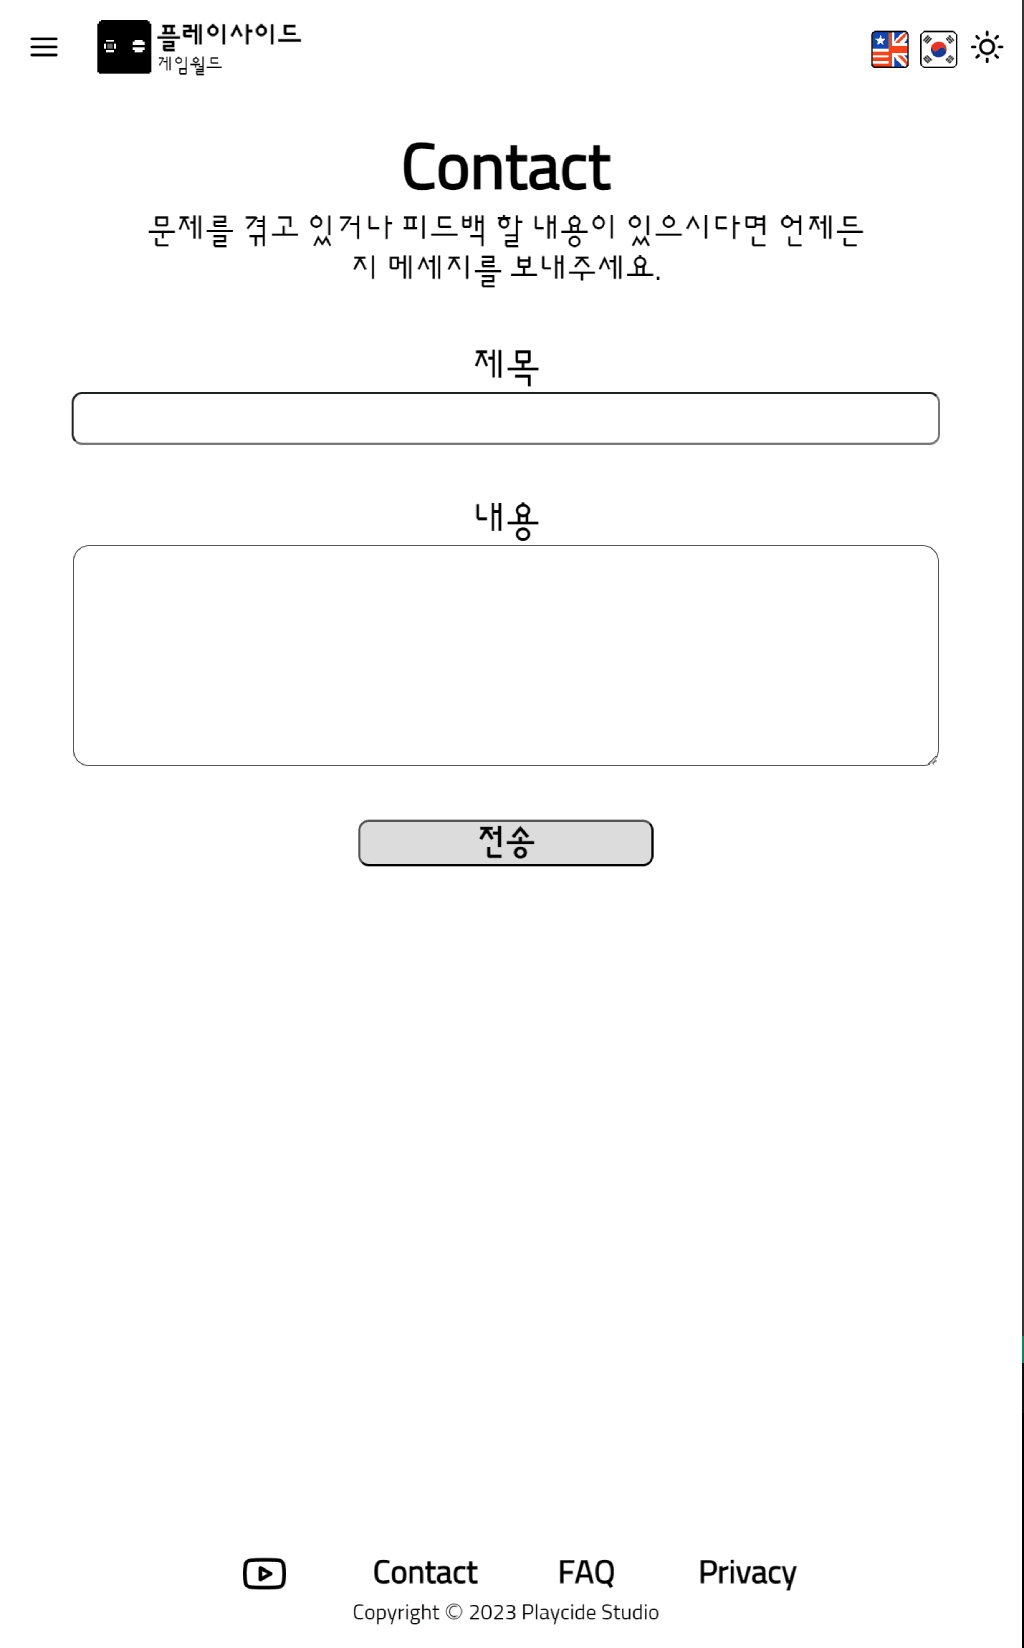 플레이사이드
게임월드
Contact
문제를 겪고 있거나 피드백 할 내용이 있으시다면 언제든
지 메세지를 보내주세요.
제목
내용
전송
Contact FAQ Privacy
Copyright © 2023 Playcide Studio